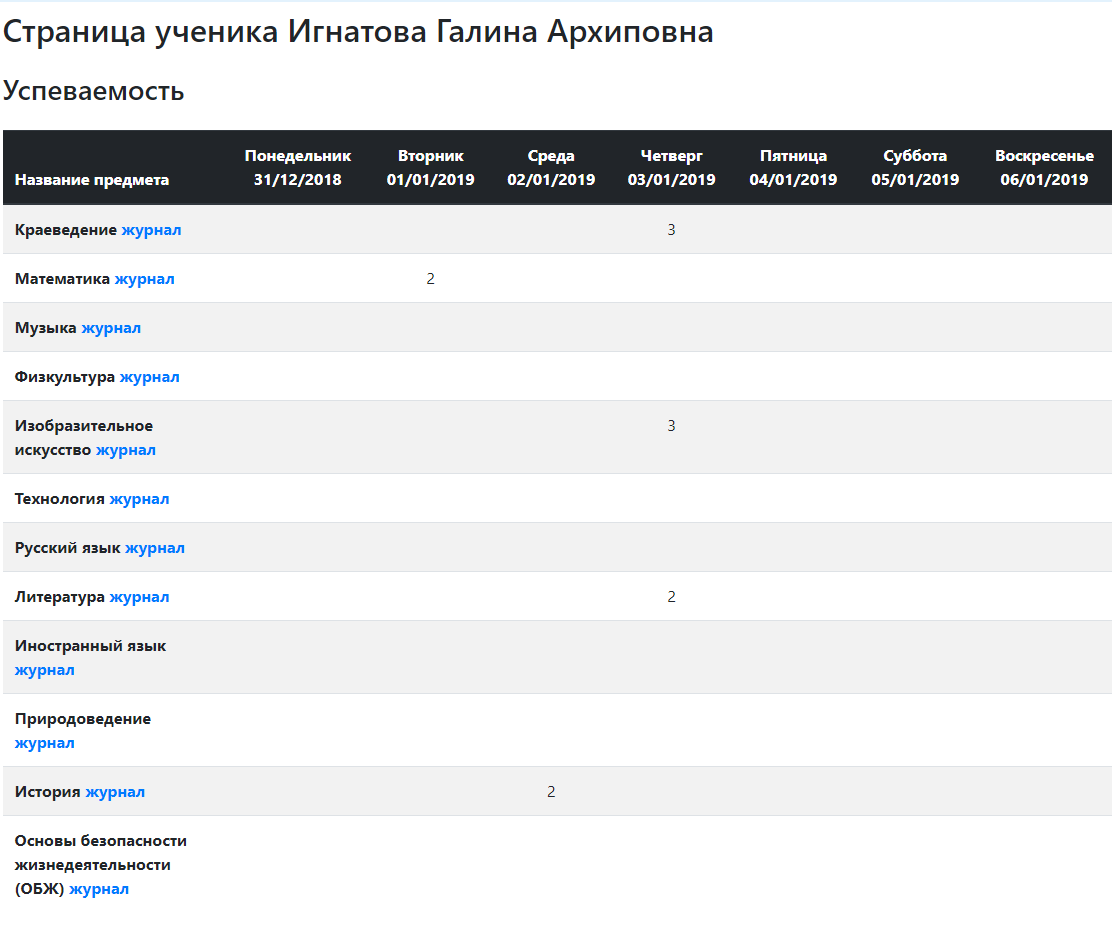 Страница ученика Игнатова Галина Архиповна
Успеваемость
Название предмета Понедельник 31/12/2018 Вторник 01/01/2019 Среда 02/01/2019 Четверг 03/01/2019 Пятница 04/01/2019 Суббота 05/01/2019 Воскресенье 06/01/2019
Краеведение журнал 3
Математика журнал 2
Музыка журнал
Физкультура журнал
Изобразительное 3
искусство журнал
Технология журнал
Русский язык журнал
Литература журнал 2
Иностранный язык
журнал
Природоведение
журнал
История журнал 2
Основы безопасности
жизнедеятельности
(ОБЖ) журнал